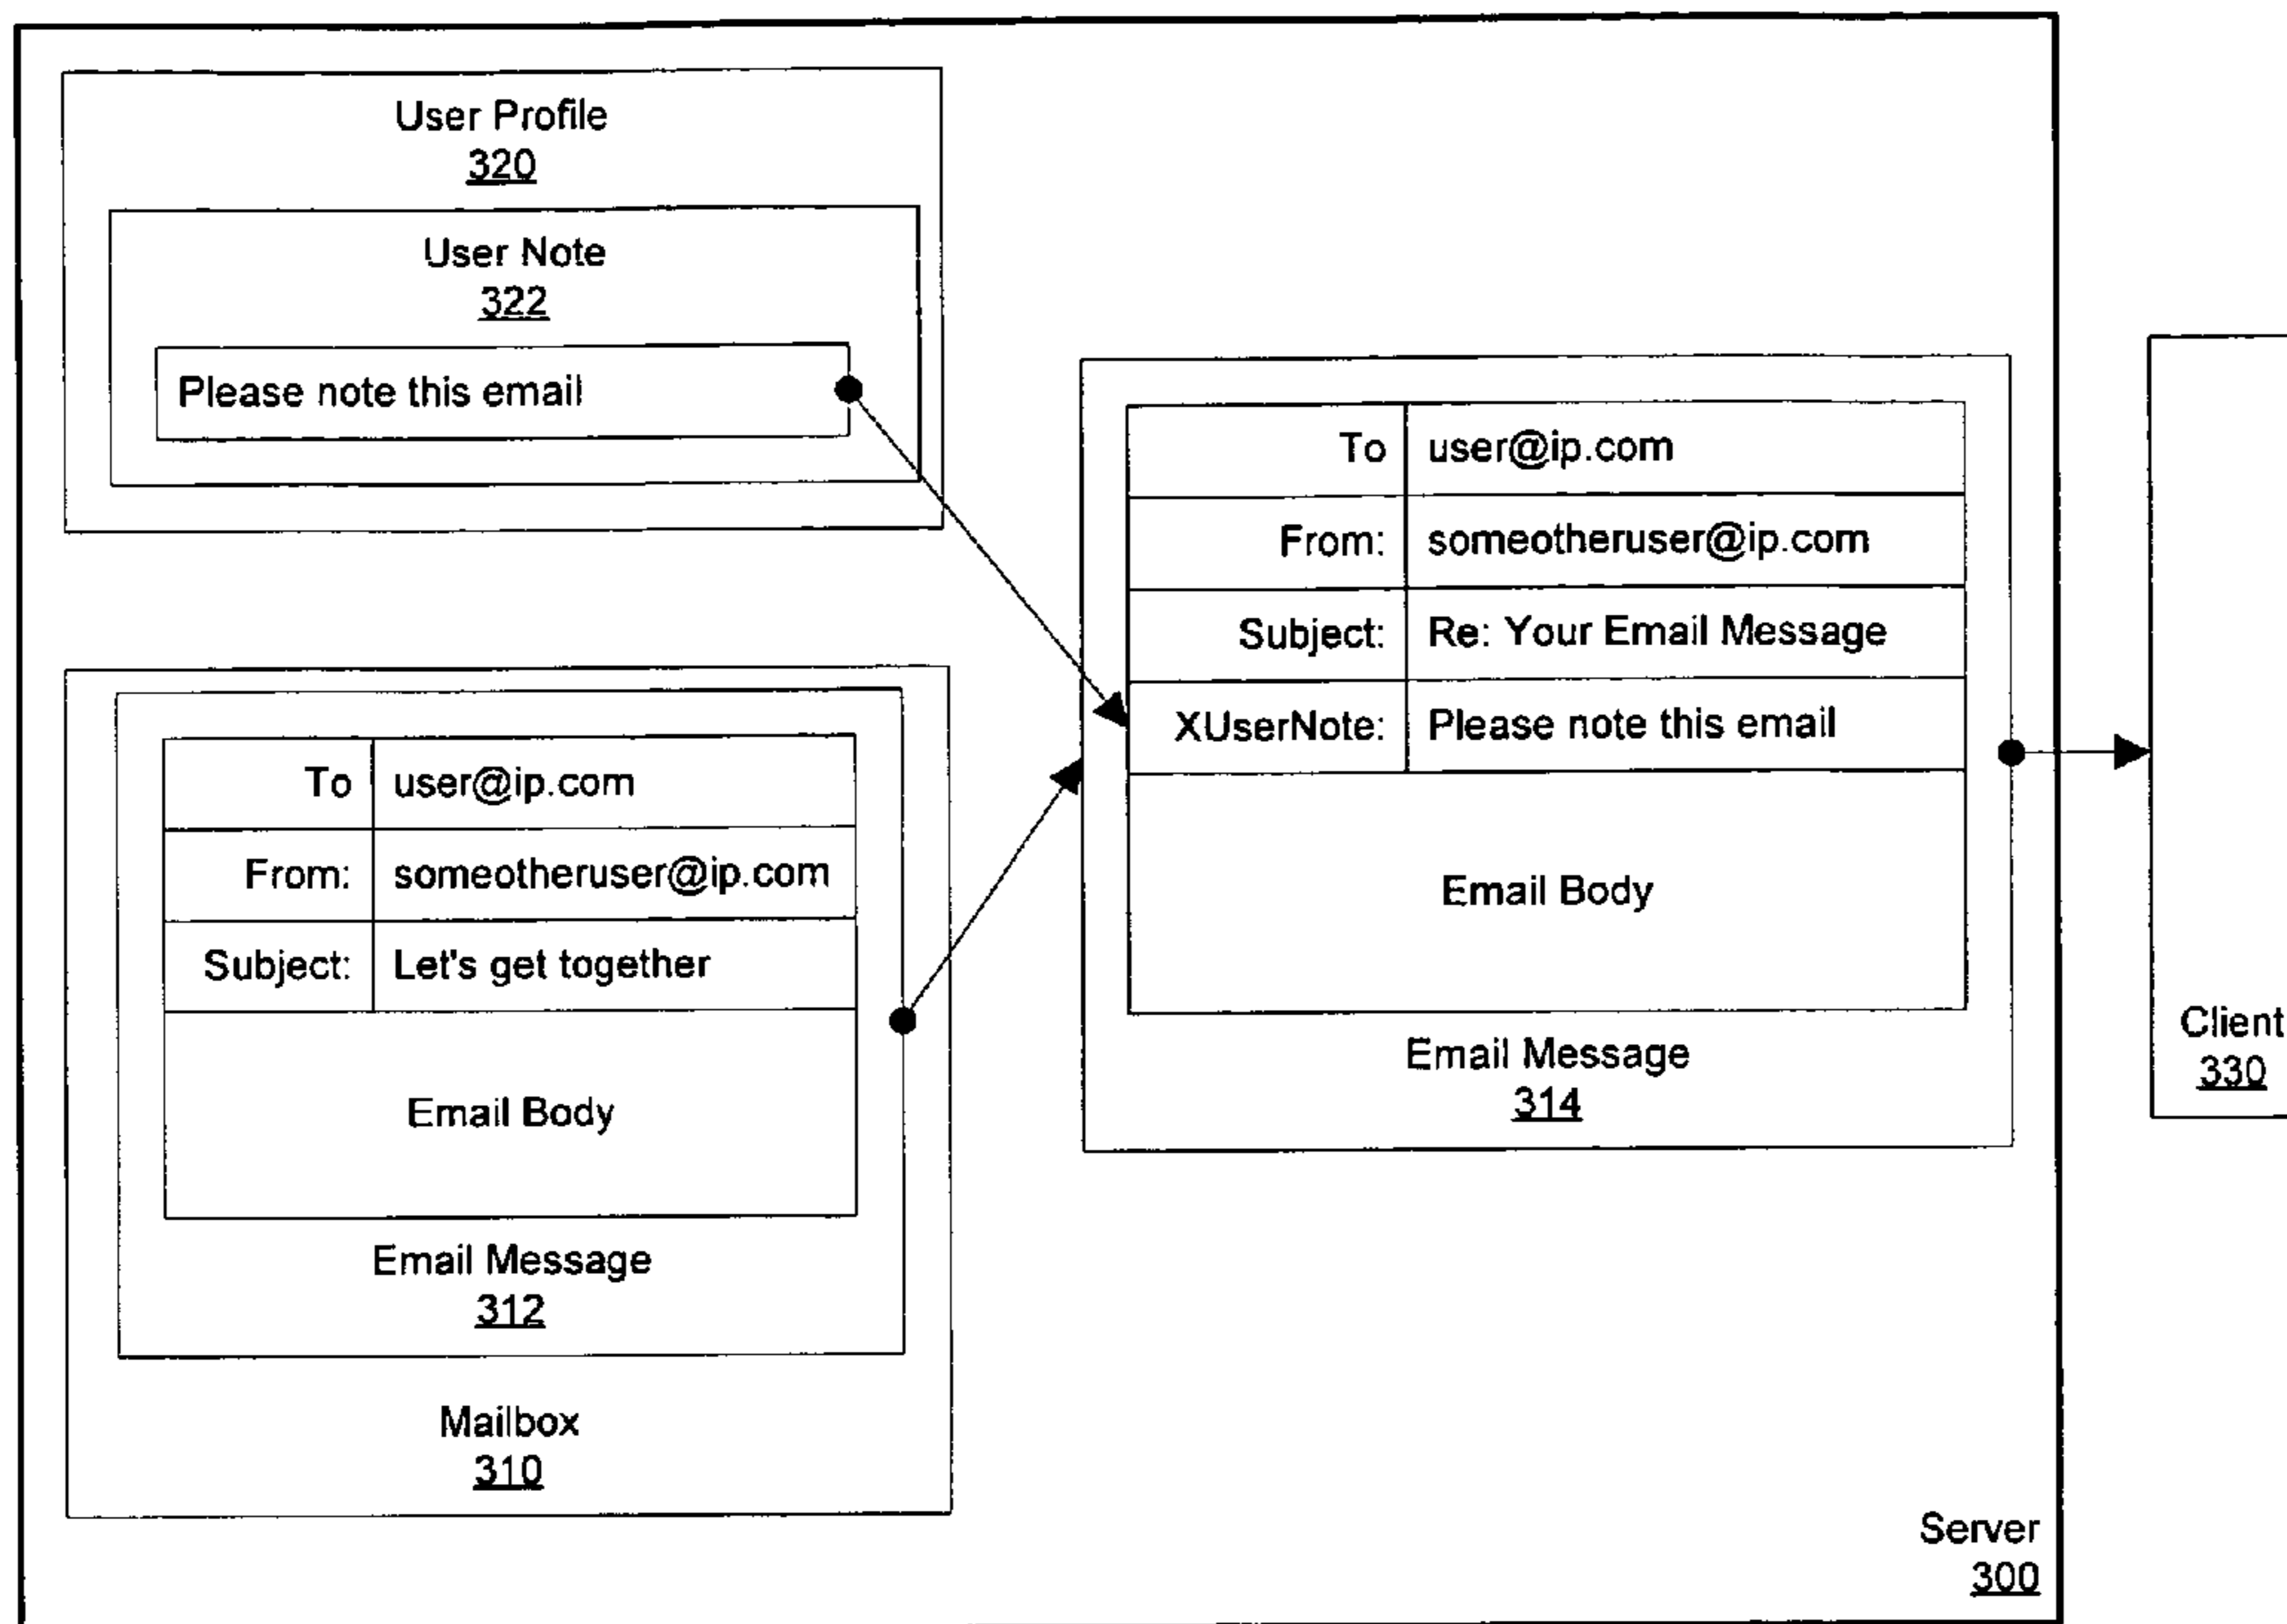 User Profile
320
User Note
322
Please note this email
To user@ip.com
From: someotheruser@ip.com
Subject: Let's get together
Email Body
Email Message
312
Mailbox
310
To user@ip.com
From: someotheruser@ip.com
Subject: Re: Your Email Message
XUserNote: Please note this email
Email Body
Email Message
314
Client
330
Server
300